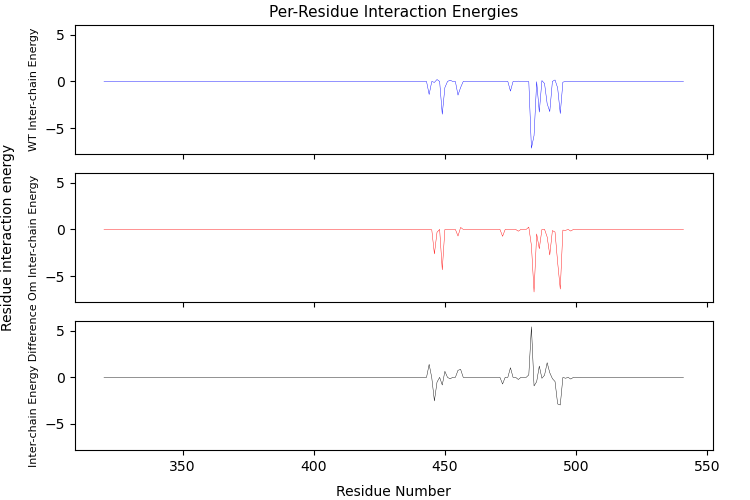 Per-Residue Interaction Energies
Residue interaction energy
WT Inter-chain Energy
5
0
−5
Om Inter-chain Energy
5
0
−5
Inter-chain Energy Difference
5
0
−5
350
400
450
500
550
Residue Number